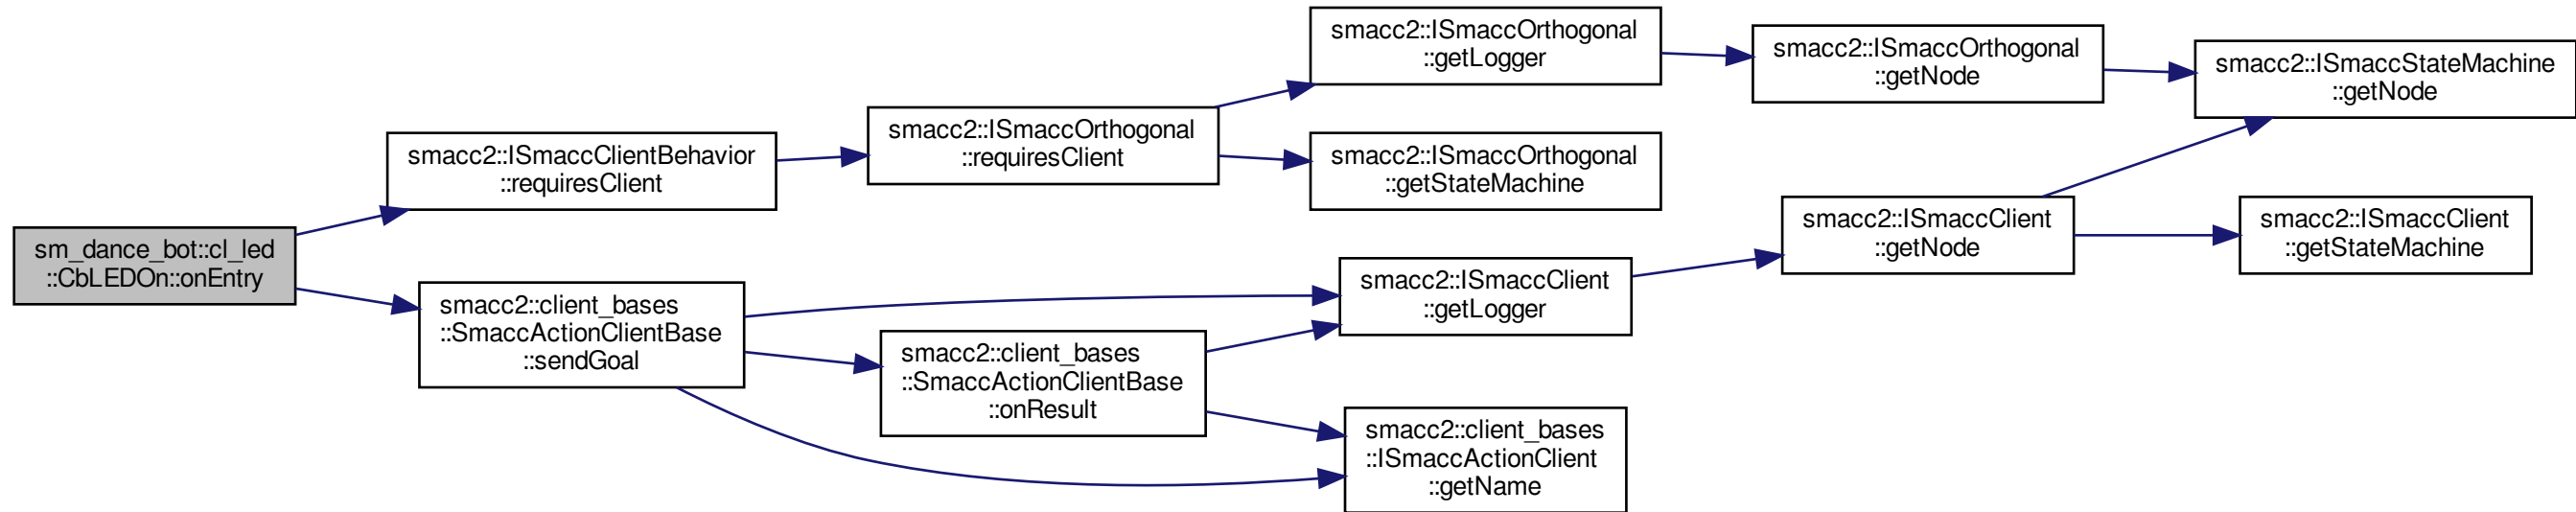 sm_dance_bot::cl_led
::CbLEDOn::onEntry
smacc2::ISmaccClientBehavior
::requiresClient
smacc2::ISmaccOrthogonal
::requiresClient
smacc2::ISmaccOrthogonal
::getLogger
smacc2::ISmaccOrthogonal
::getNode
smacc2::ISmaccStateMachine
::getNode
smacc2::ISmaccOrthogonal
::getStateMachine
smacc2::client_bases
::SmaccActionClientBase
::sendGoal
smacc2::client_bases
::SmaccActionClientBase
::onResult
smacc2::ISmaccClient
::getLogger
smacc2::ISmaccClient
::getNode
smacc2::ISmaccClient
::getStateMachine
smacc2::client_bases
::ISmaccActionClient
::getName